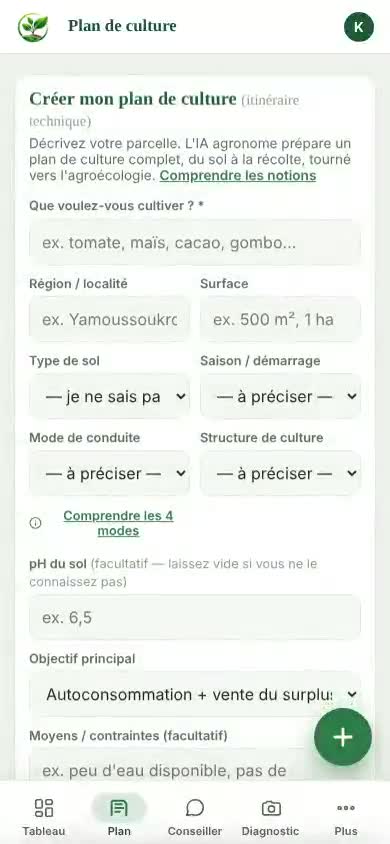 Plan de culture
K
Créer mon plan de culture (itinéraire
technique)
Décrivez votre parcelle. L'IA agronome prépare un
plan de culture complet, du sol à la récolte, tourné
vers l'agroécologie. Comprendre les notions
Que voulez-vous cultiver ? *
ex. tomate, maïs, cacao, gombo...
Région / localité
Surface
ex. Yamoussoukrc
ex. 500 m², 1 ha
Type de sol
Saison / démarrage
— je ne sais pa
— à préciser —
Mode de conduite
Structure de culture
— à préciser —
— à préciser —
Comprendre les 4
modes
pH du sol (facultatif — laissez vide si vous ne le
connaissez pas)
ex. 6,5
Objectif principal
Autoconsommation + vente du surplus
Moyens / contraintes (facultatif)
ex. peu d'eau disponible, pas de
Tableau
Plan
Conseiller
Diagnostic
Plus